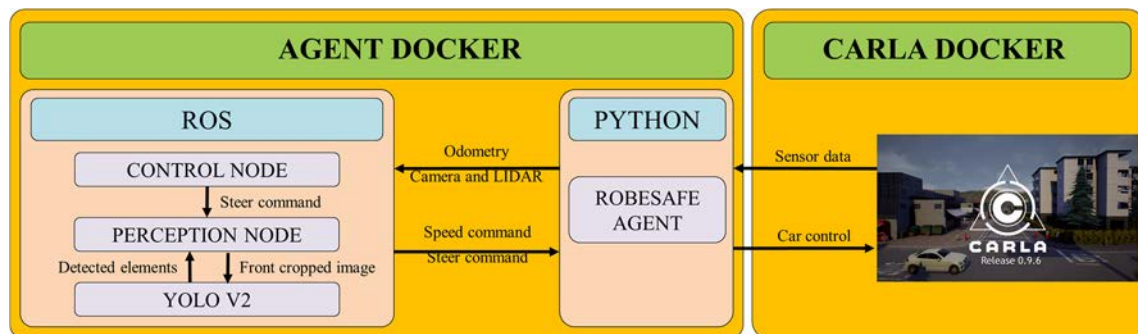 AGENT DOCKER
CARLA DOCKER
ROS
PYTHON
CONTROL NODE
Steer command
PERCEPTION NODE
Detected elements
Front cropped image
YOLO V2
Odometry
Camera and LIDAR
Speed command
Steer command
ROBESAFE
AGENT
Sensor data
Car control
CARLA
Release 0.9.6